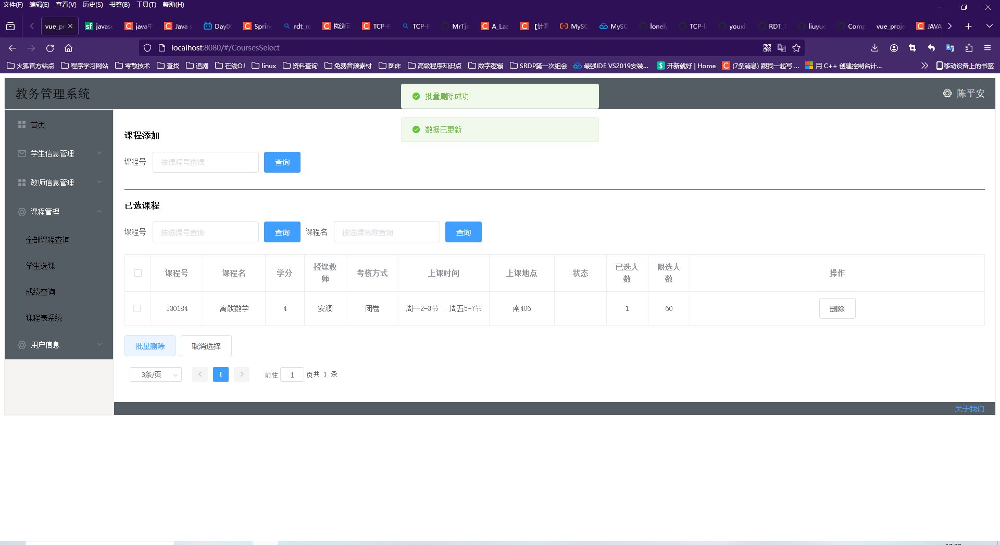 文件(F) 编辑(E) 查看(V) 历史(S) 书签(B) 工具(T) 帮助(H)
vue_pr javasc java中 Java s Day0 Spring rdt_rc 构造可 TCP-R TCP-R MrTjn A_Laz 【计算 MySQ MySQ lonely TCP-la youxih RDT_T liuyue Comp vue_proje JAVA
localhost:8080/#/CoursesSelect
火狐官方站点 程序学习网站 零散技术 查找 追剧 在线OJ linux 资料查询 免费音频素材 图床 高级程序知识点 数字逻辑 SRDP第一次组会 最强IDE VS2019安装... 开新就好 | Home (7条消息) 跟我一起写 ... 用 C++ 创建控制台计... 移动设备上的书签
教务管理系统
陈平安
批量删除成功
数据已更新
首页
学生信息管理
教师信息管理
课程管理
全部课程查询
学生选课
成绩查询
课程表系统
用户信息
课程添加
课程号 按课程号选课 查询
已选课程
课程号 按选课号查询 查询 课程名 按选课名称查询 查询
课程号 课程名 学分 授课教师 考核方式 上课时间 上课地点 状态 已选人数 限选人数 操作
330184 离散数学 4 安澜 闭卷 周一2-3节 ; 周五5-7节 南406 1 60 删除
批量删除 取消选择
3条/页 1 前往 1 页共 1 条
关于我们